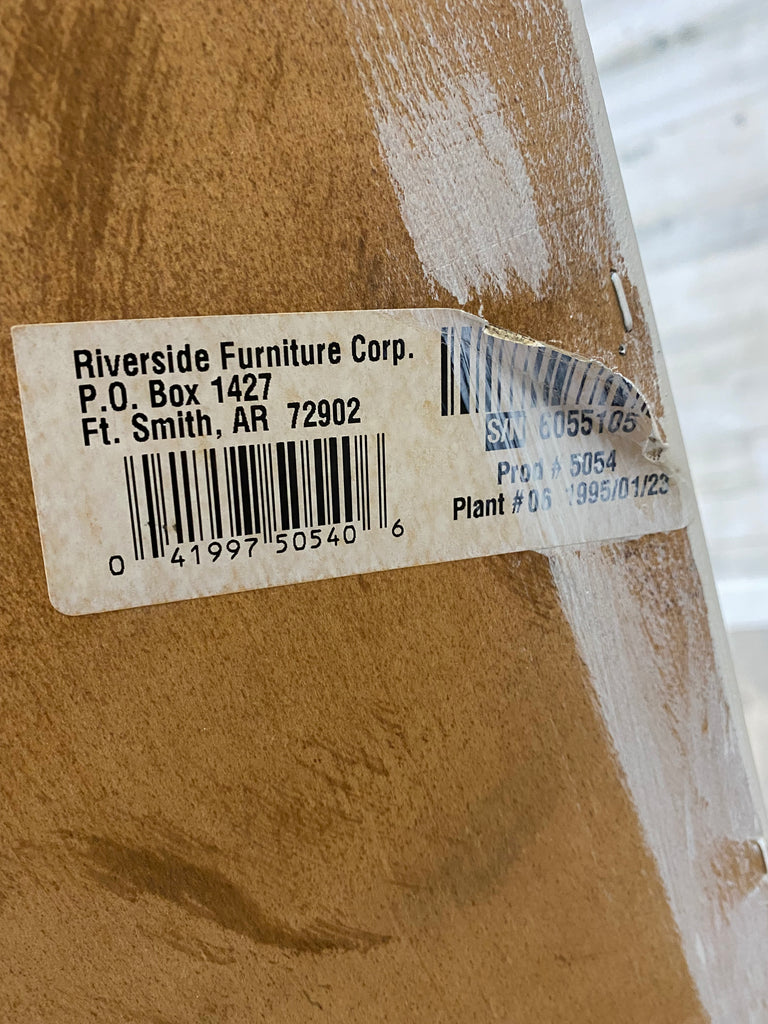 Riverside Furniture Corp.
P.O. Box 1427
Ft. Smith, AR 72902
0 41997 50540 6
S/N 6055105
Prod # 5054
Plant # 06 1995/01/23